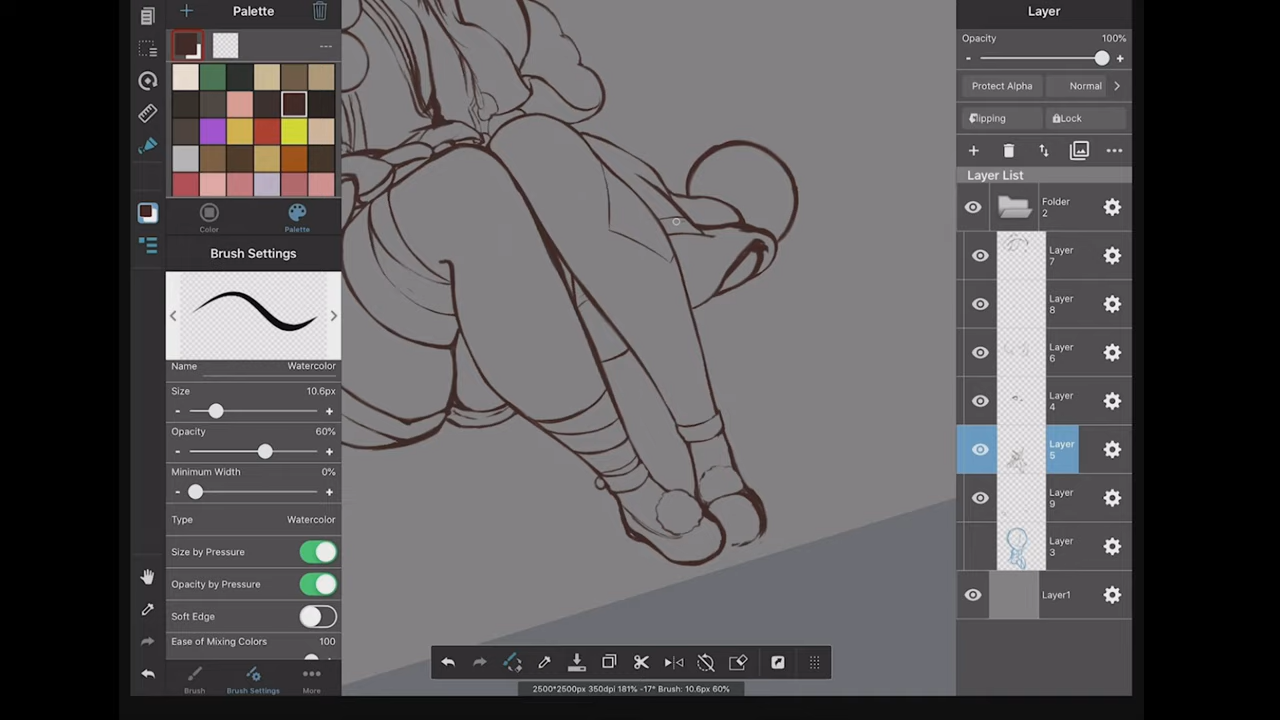 Palette
Color
Palette
Brush Settings
Name Watercolor
Size 10.6px
- +
Opacity 60%
- +
Minimum Width 0%
- +
Type Watercolor
Size by Pressure
Opacity by Pressure
Soft Edge
Ease of Mixing Colors 100
Brush
Brush Settings
More
2500*2500px 350dpi 181% -17° Brush: 10.6px 60%
Layer
Opacity 100%
- +
Protect Alpha
Normal
Clipping
Lock
Layer List
Folder
2
Layer
7
Layer
8
Layer
6
Layer
4
Layer
5
Layer
9
Layer
3
Layer1